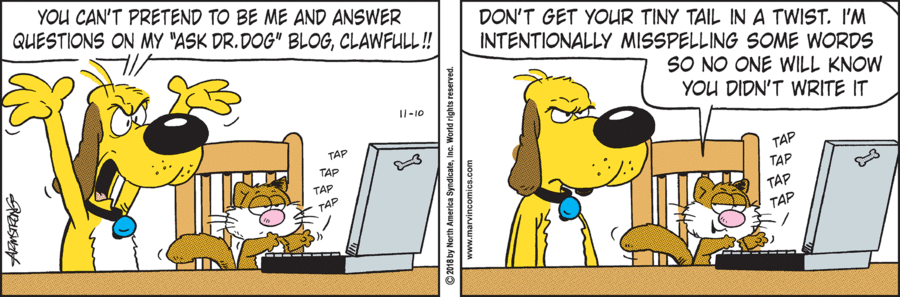 YOU CAN'T PRETEND TO BE ME AND ANSWER
QUESTIONS ON MY "ASK DR.DOG" BLOG, CLAWFULL!!
11-10
TAP
TAP
TAP
TAP
ARMSTRONG
©2018 by North America Syndicate, Inc. World rights reserved.
www.marvincomics.com
DON'T GET YOUR TINY TAIL IN A TWIST. I'M
INTENTIONALLY MISSPELLING SOME WORDS
SO NO ONE WILL KNOW
YOU DIDN'T WRITE IT
TAP
TAP
TAP
TAP